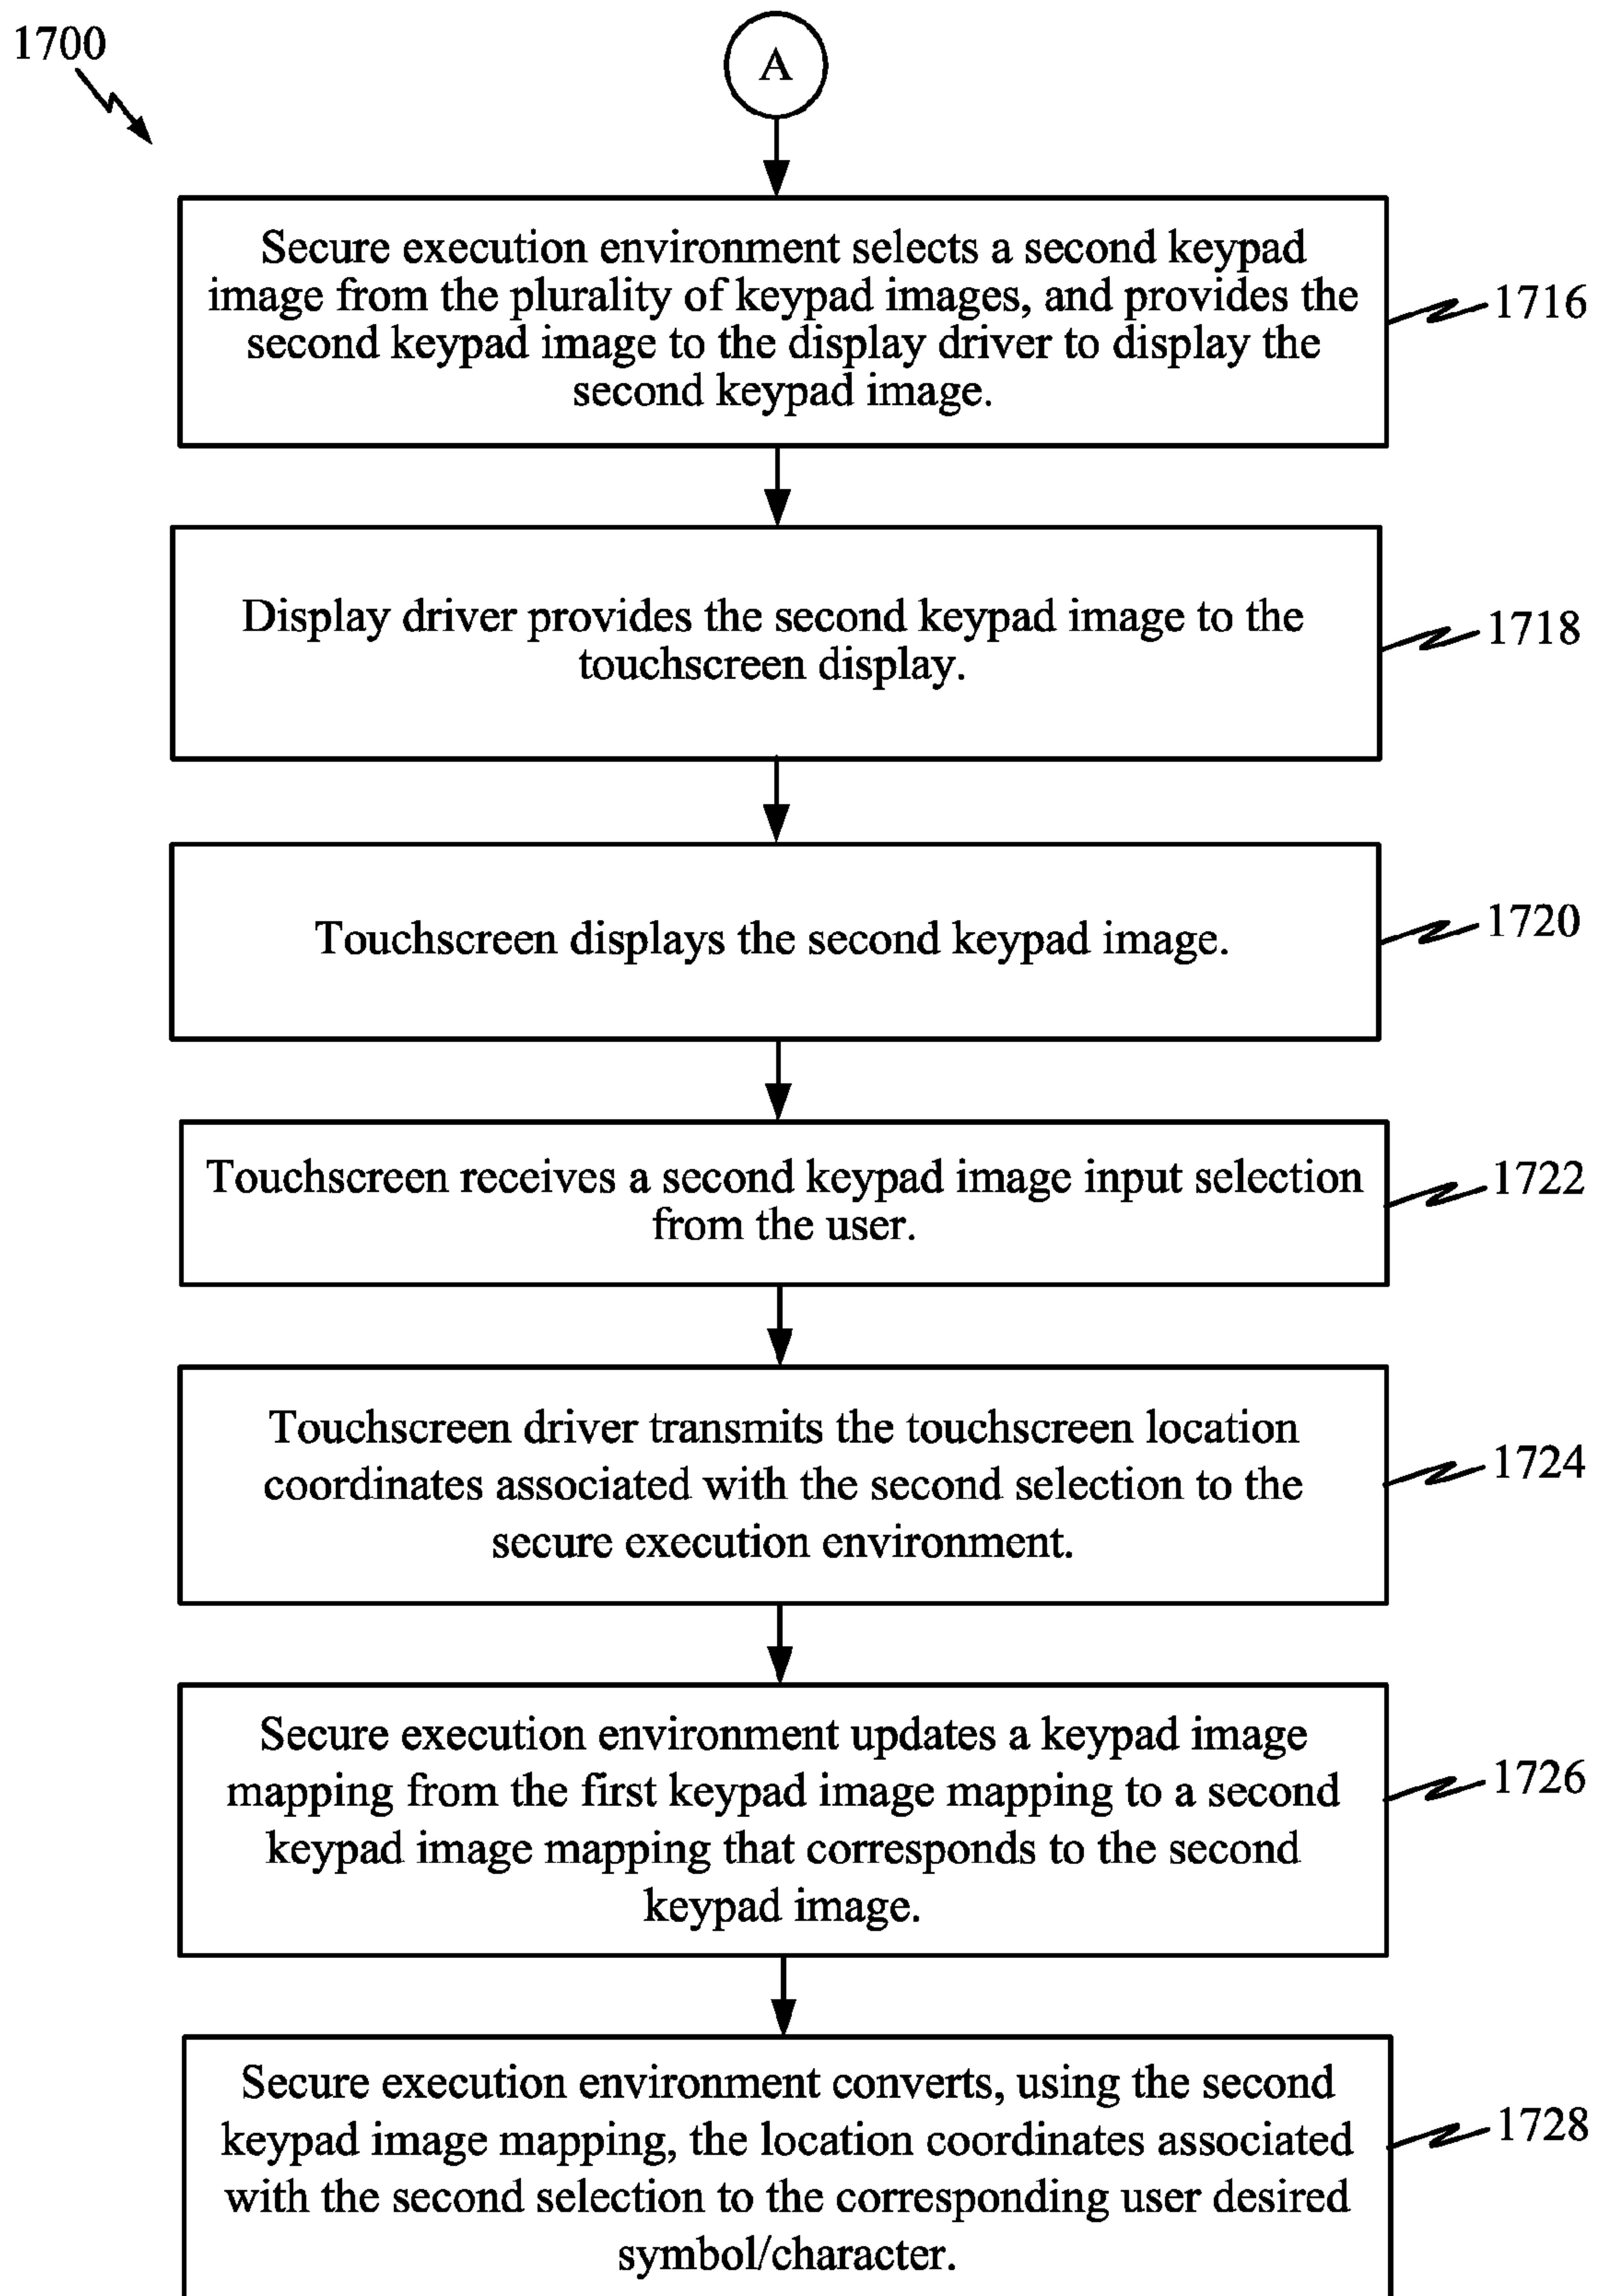 1700
A
Secure execution environment selects a second keypad
image from the plurality of keypad images, and provides the
second keypad image to the display driver to display the
second keypad image.
1716
Display driver provides the second keypad image to the
touchscreen display.
1718
Touchscreen displays the second keypad image.
1720
Touchscreen receives a second keypad image input selection
from the user.
1722
Touchscreen driver transmits the touchscreen location
coordinates associated with the second selection to the
secure execution environment.
1724
Secure execution environment updates a keypad image
mapping from the first keypad image mapping to a second
keypad image mapping that corresponds to the second
keypad image.
1726
Secure execution environment converts, using the second
keypad image mapping, the location coordinates associated
with the second selection to the corresponding user desired
symbol/character.
1728